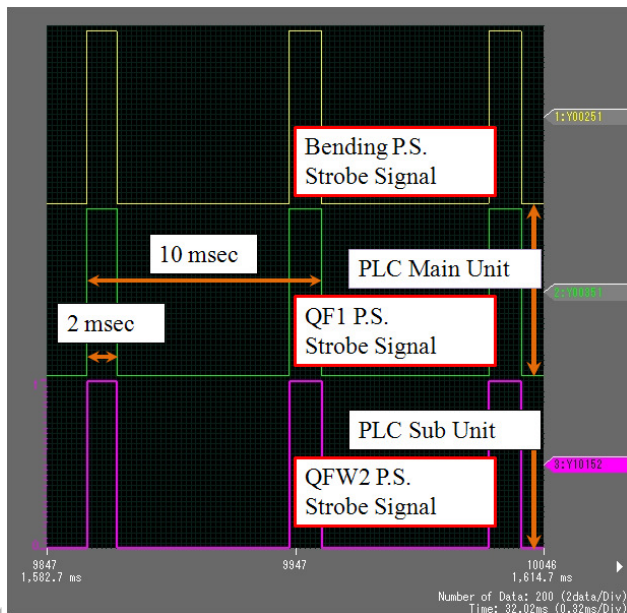 1:Y00251
Bending P.S.
Strobe Signal
10 msec
PLC Main Unit
2:Y00351
2 msec
QF1 P.S.
Strobe Signal
PLC Sub Unit
3:Y10152
QFW2 P.S.
Strobe Signal
9847
9947
10046
1,582.7 ms
1,614.7 ms
Number of Data: 200 (2data/Div)
Time: 32.02ms (0.32ms/Div)